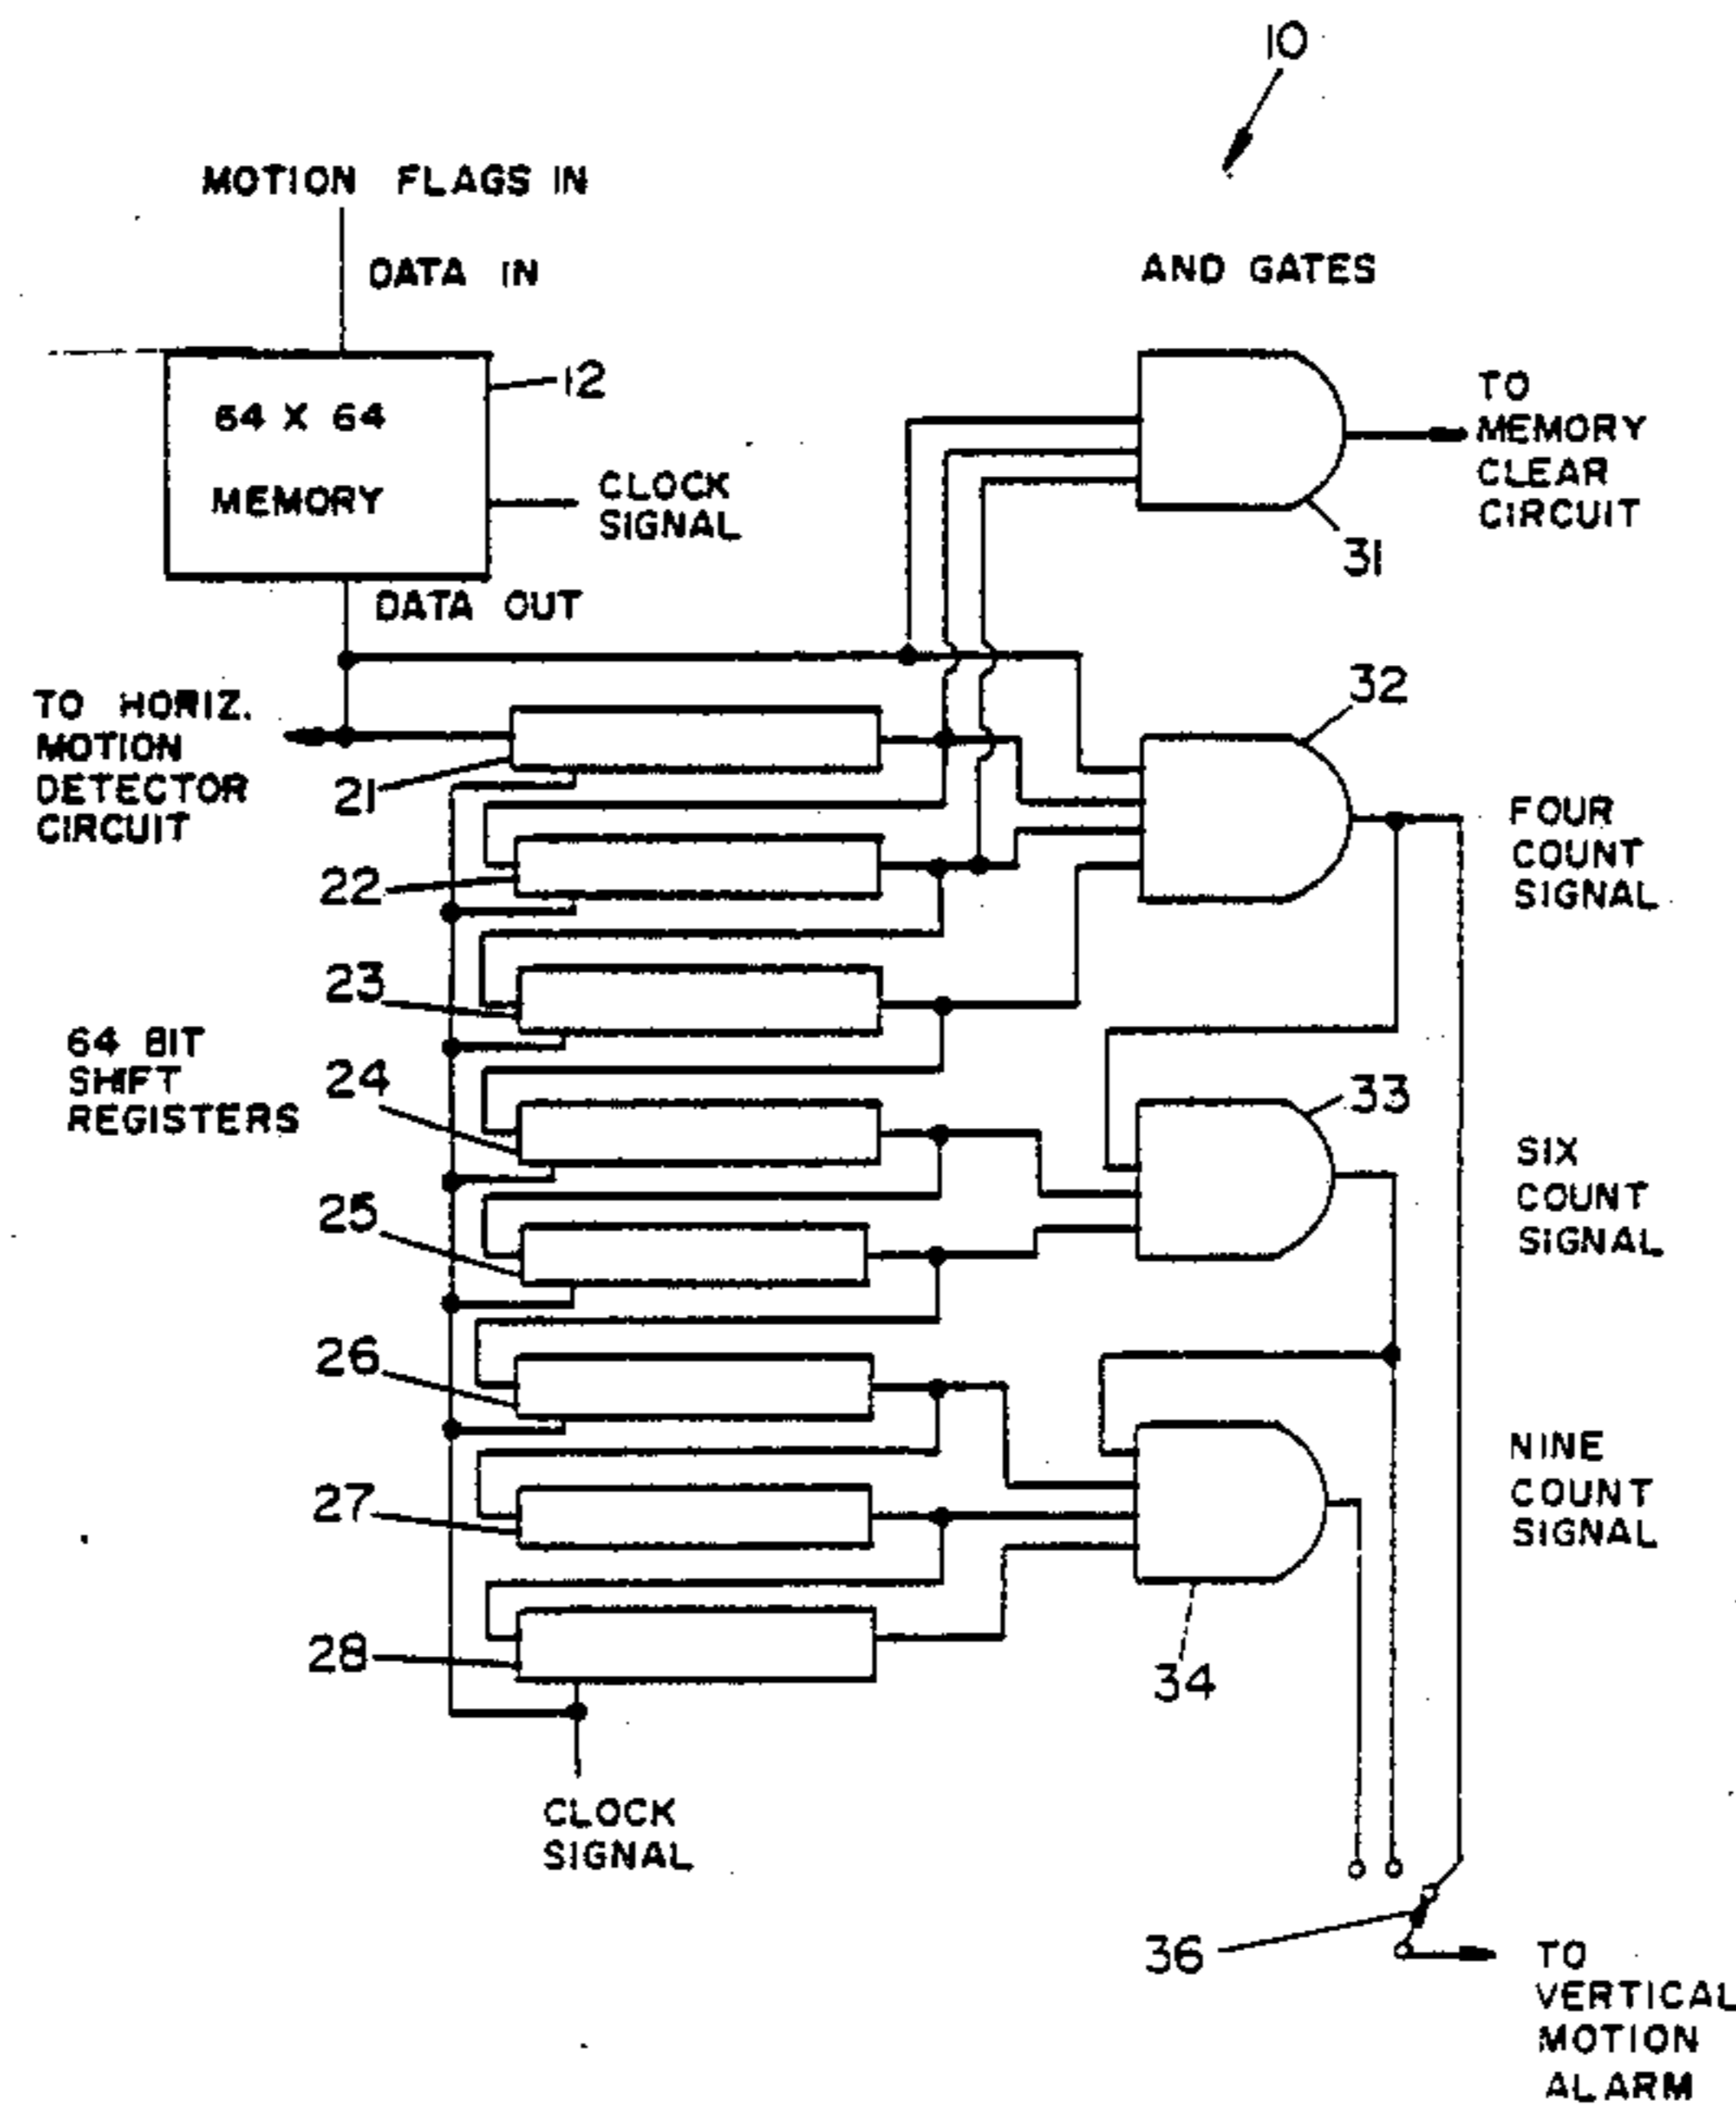 10
MOTION FLAGS IN
DATA IN
AND GATES
12
64 X 64
MEMORY
CLOCK
SIGNAL
DATA OUT
TO
MEMORY
CLEAR
CIRCUIT
31
TO HORIZ.
MOTION
DETECTOR
CIRCUIT
21
32
FOUR
COUNT
SIGNAL
22
23
64 BIT
SHIFT
REGISTERS
24
33
SIX
COUNT
SIGNAL
25
26
NINE
COUNT
SIGNAL
27
28
34
CLOCK
SIGNAL
36
TO
VERTICAL
MOTION
ALARM